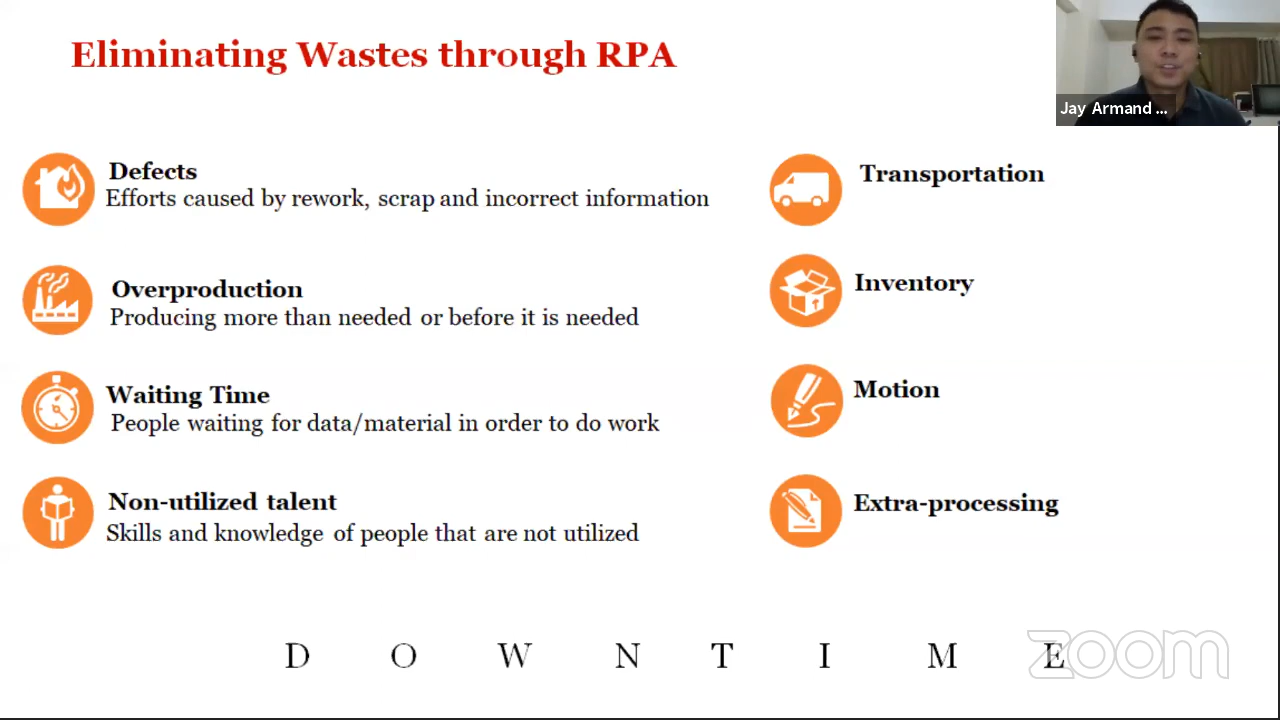 Eliminating Wastes through RPA
Jay Armand ...
Defects
Efforts caused by rework, scrap and incorrect information
Overproduction
Producing more than needed or before it is needed
Waiting Time
People waiting for data/material in order to do work
Non-utilized talent
Skills and knowledge of people that are not utilized
Transportation
Inventory
Motion
Extra-processing
D O W N T I M E
zoom